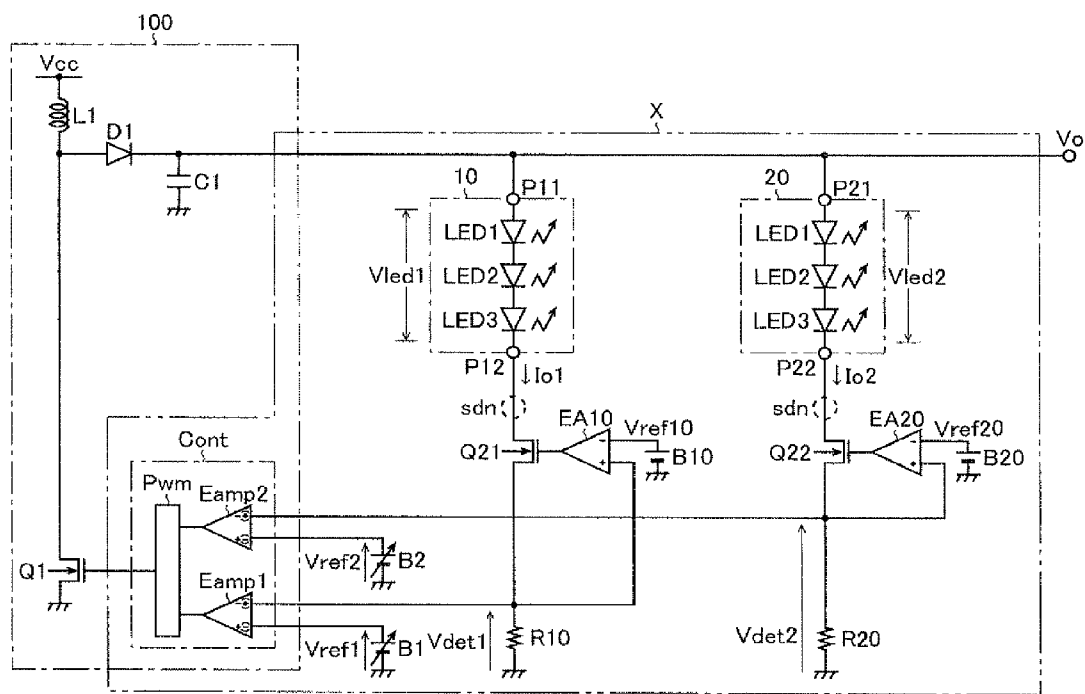 100
Vcc
L1
D1
C1
X
Vo
10
P11
LED1
LED2
LED3
Vled1
P12
Io1
sdn
EA10
Vref10
B10
Q21
20
P21
LED1
LED2
LED3
Vled2
P22
Io2
sdn
EA20
Vref20
B20
Q22
Cont
Pwm
Eamp2
Eamp1
Q1
Vref2
B2
Vref1
B1
Vdet1
R10
Vdet2
R20